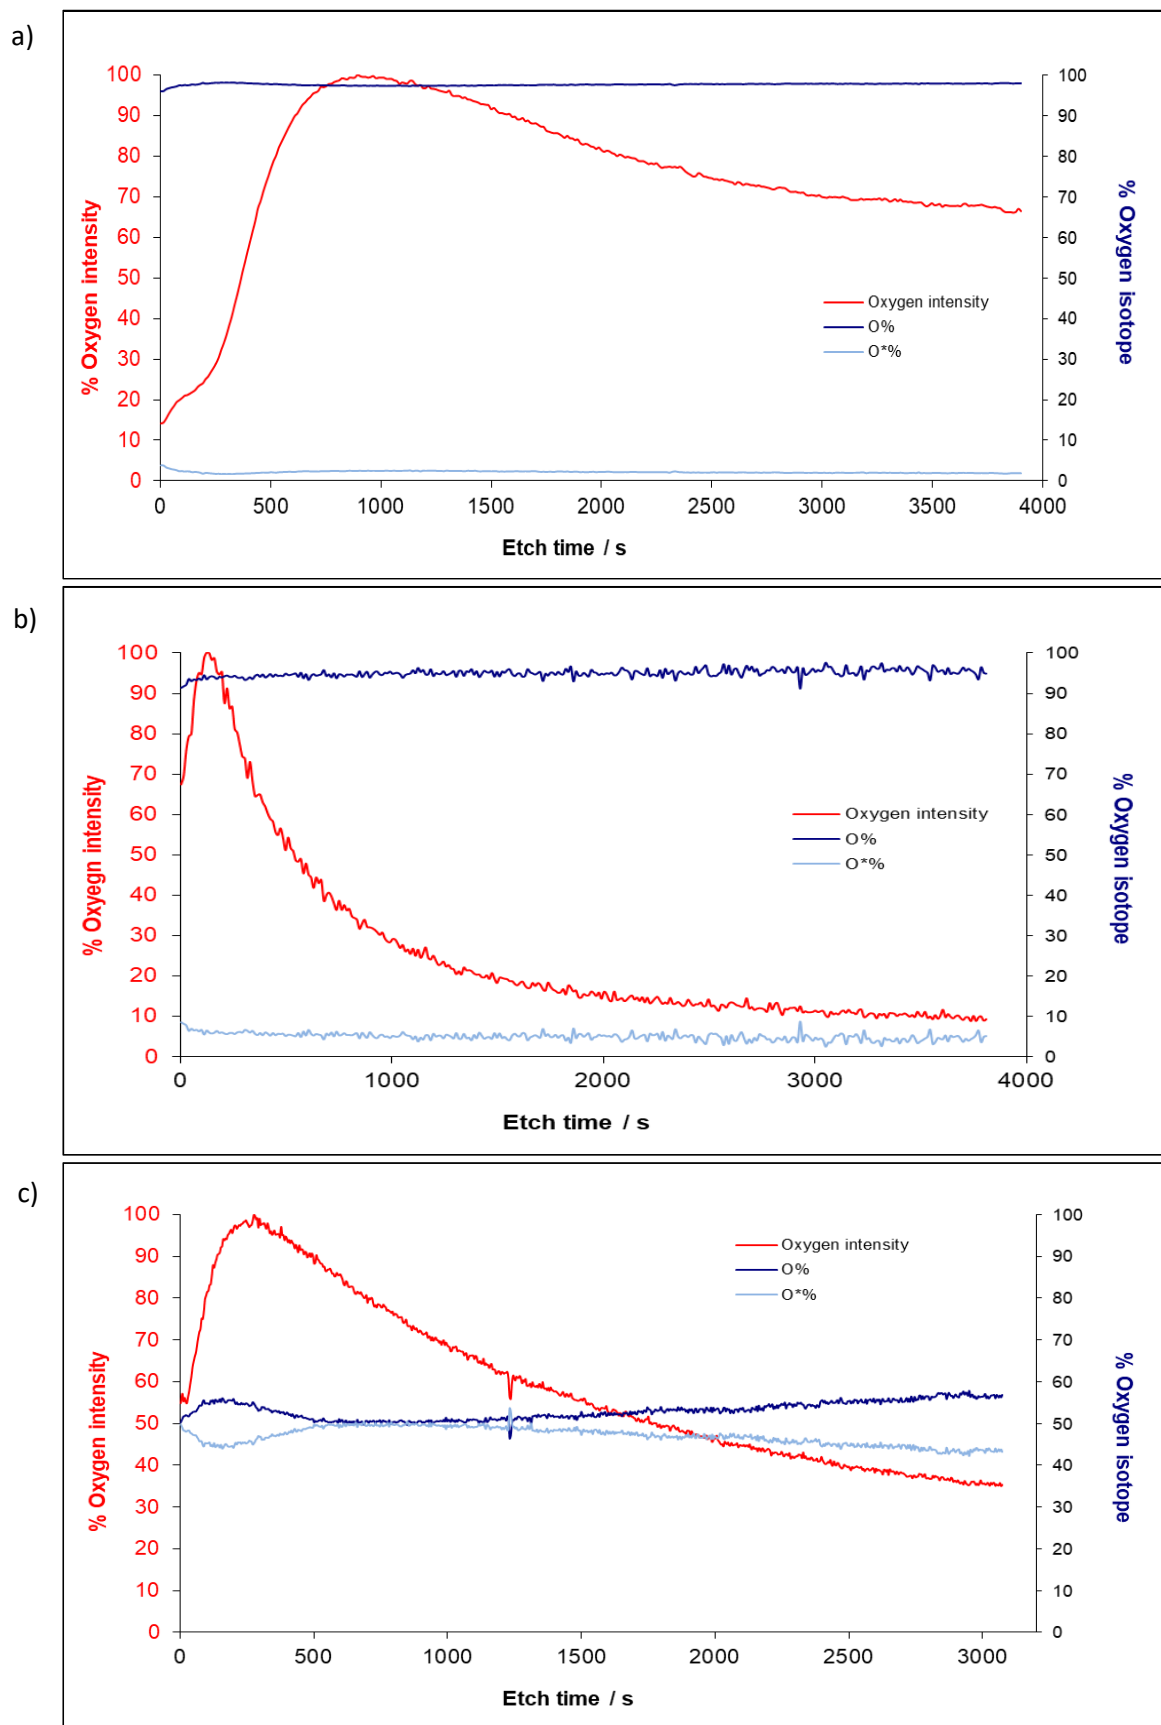 a)
100
90
80
70
60
50
40
30
20
10
0
% Oxygen intensity
0 500 1000 1500 2000 2500 3000 3500 4000
Etch time / s
100
90
80
70
60
50
40
30
20
10
0
% Oxygen isotope
Oxygen intensity
O%
O*%
b)
100
90
80
70
60
50
40
30
20
10
0
% Oxyegn intensity
0 1000 2000 3000 4000
Etch time / s
100
90
80
70
60
50
40
30
20
10
0
% Oxygen isotope
Oxygen intensity
O%
O*%
c)
100
90
80
70
60
50
40
30
20
10
0
% Oxygen intensity
0 500 1000 1500 2000 2500 3000
Etch time / s
100
90
80
70
60
50
40
30
20
10
0
% Oxygen isotope
Oxygen intensity
O%
O*%